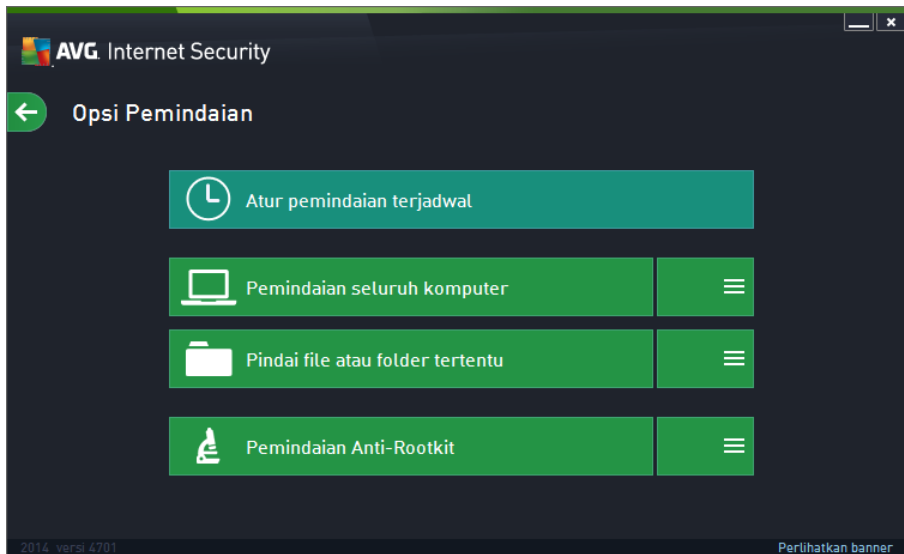 AVG. Internet Security
Opsi Pemindaian
Atur pemindaian terjadwal
Pemindaian seluruh komputer
Pindai file atau folder tertentu
Pemindaian Anti-Rootkit
2014 versi 4701
Perlihatkan banner